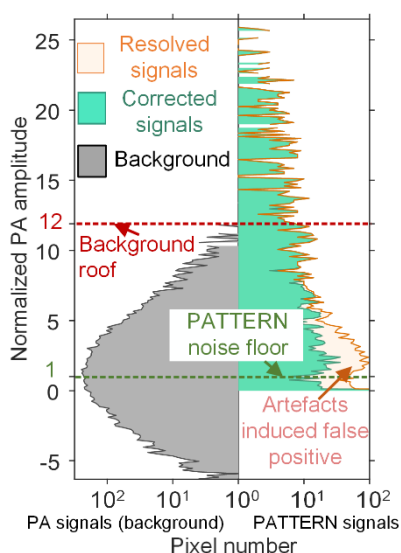 25
Resolved
signals
Corrected
signals
Background
20
15
12
Background
roof
10
5
PATTERN
noise floor
1
0
Artefacts
induced false
positive
-5
Normalized PA amplitude
10² 10¹ 10⁰ 10¹ 10²
PA signals (background) PATTERN signals
Pixel number